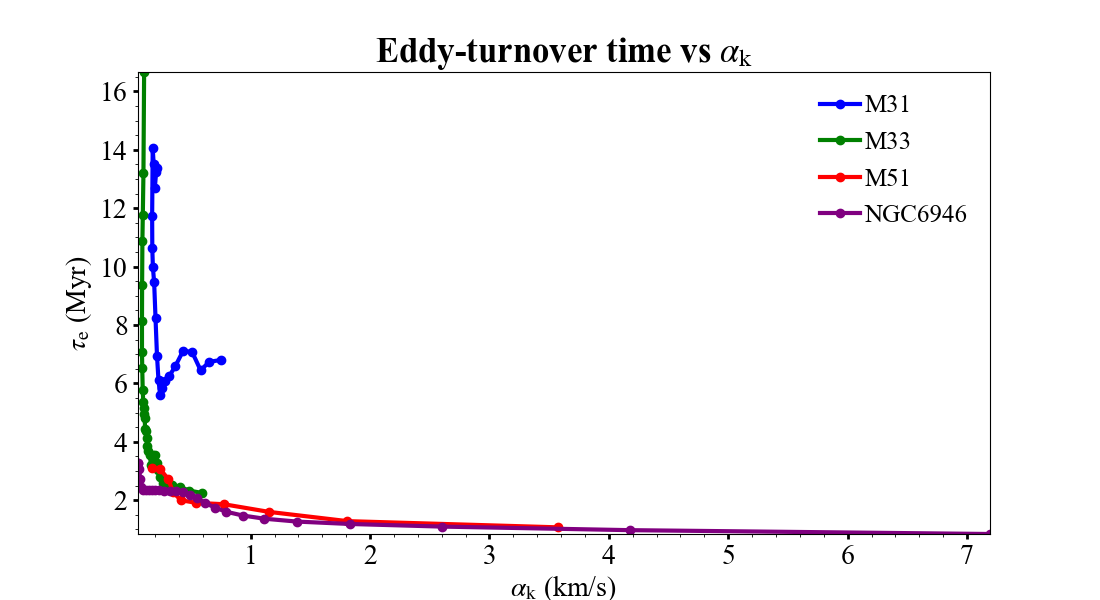 Eddy-turnover time vs αk
16
14
12
10
8
6
4
2
τe (Myr)
M31
M33
M51
NGC6946
1 2 3 4 5 6 7
αk (km/s)